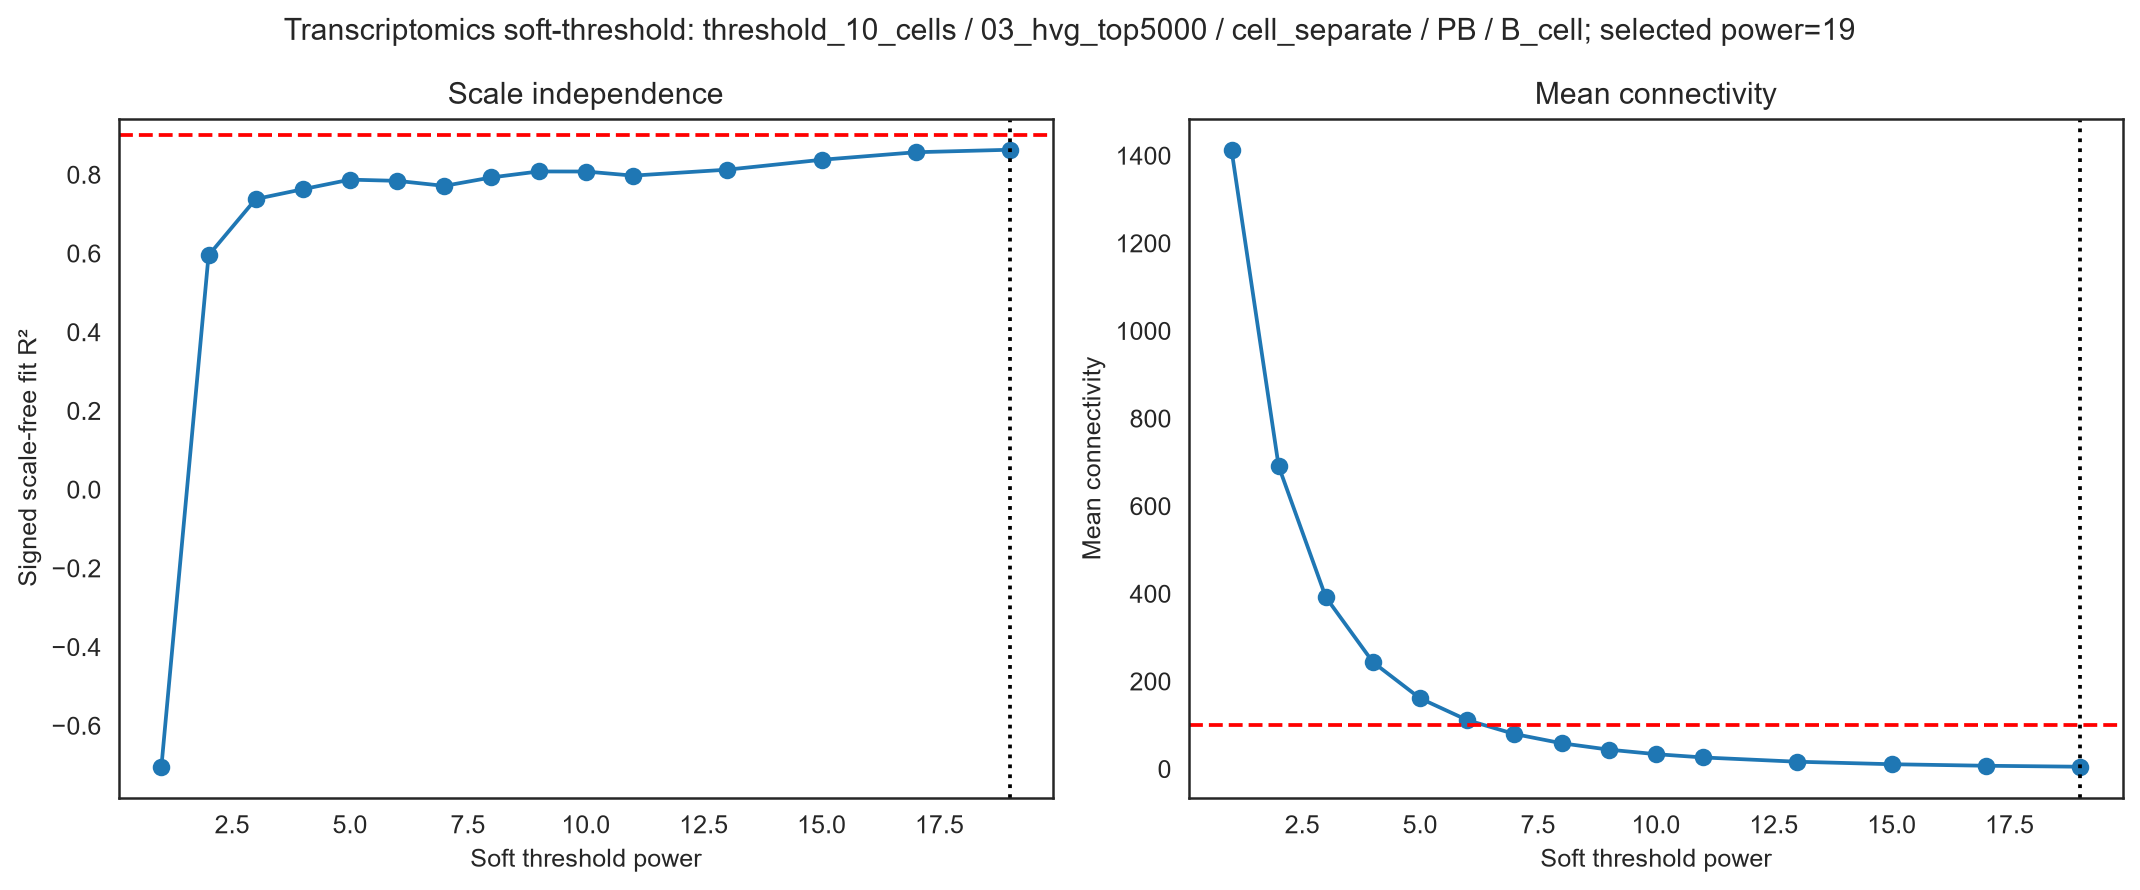 Transcriptomics soft-threshold: threshold_10_cells / 03_hvg_top5000 / cell_separate / PB / B_cell; selected power=19
Scale independence
Signed scale-free fit R²
0.8
0.6
0.4
0.2
0.0
−0.2
−0.4
−0.6
2.5 5.0 7.5 10.0 12.5 15.0 17.5
Soft threshold power
Mean connectivity
Mean connectivity
1400
1200
1000
800
600
400
200
0
2.5 5.0 7.5 10.0 12.5 15.0 17.5
Soft threshold power